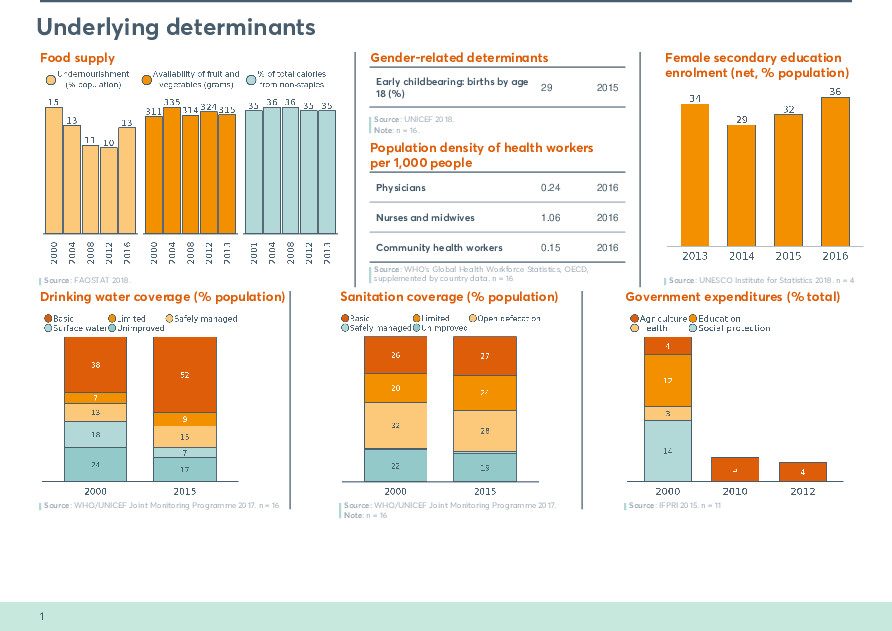 Underlying determinants
Food supply
Undernourishment (% population)
Availability of fruit and vegetables (grams)
% of total calories from non-staples
15 13 11 10 13
311 335 314 324 315
35 36 36 35 35
2000 2004 2008 2012 2016
2000 2004 2008 2012 2013
2001 2004 2008 2012 2013
Source: FAOSTAT 2018.
Gender-related determinants
Early childbearing: births by age 29 2015
18 (%)
Source: UNICEF 2018.
Note: n = 16.
Population density of health workers
per 1,000 people
Physicians 0.24 2016
Nurses and midwives 1.06 2016
Community health workers 0.15 2016
Source: WHO's Global Health Workforce Statistics, OECD,
supplemented by country data. n = 16
Female secondary education
enrolment (net, % population)
34 29 32 36
2013 2014 2015 2016
Source: UNESCO Institute for Statistics 2018. n = 4
Drinking water coverage (% population)
Basic Limited Safely managed
Surface water Unimproved
38 52
7 9
13 15
18 7
24 17
2000 2015
Source: WHO/UNICEF Joint Monitoring Programme 2017. n = 16
Sanitation coverage (% population)
Basic Limited Open defecation
Safely managed Unimproved
26 27
20 24
32 28
22 19
2000 2015
Source: WHO/UNICEF Joint Monitoring Programme 2017.
Note: n = 16
Government expenditures (% total)
Agriculture Education
Health Social protection
4
12
3
14
4
2000 2010 2012
Source: IFPRI 2015. n = 11
1